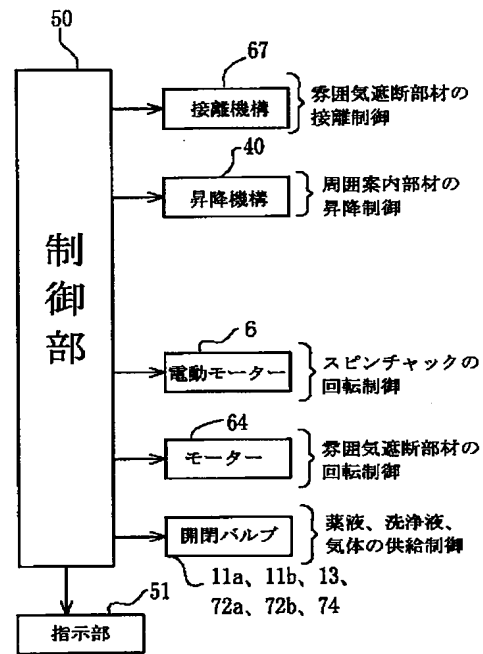 50
制御部
67
接離機構
雰囲気遮断部材の
接離制御
40
昇降機構
周囲案内部材の
昇降制御
6
電動モーター
スピンチャックの
回転制御
64
モーター
雰囲気遮断部材の
回転制御
開閉バルブ
薬液、洗浄液、
気体の供給制御
11a、11b、13、
72a、72b、74
51
指示部